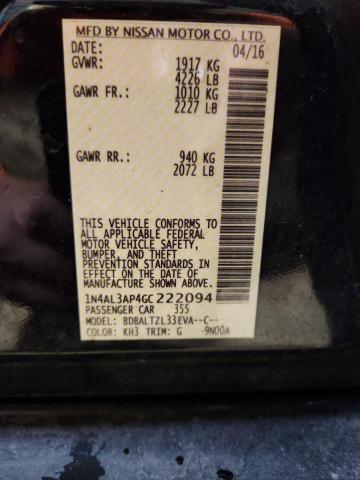 MFD BY NISSAN MOTOR CO., LTD.
DATE: 04/16
GVWR: 1917 KG
4226 LB
GAWR FR.: 1010 KG
2227 LB
GAWR RR.: 940 KG
2072 LB
THIS VEHICLE CONFORMS TO
ALL APPLICABLE FEDERAL
MOTOR VEHICLE SAFETY,
BUMPER, AND THEFT
PREVENTION STANDARDS IN
EFFECT ON THE DATE OF
MANUFACTURE SHOWN ABOVE.
1N4AL3AP4GC222094
PASSENGER CAR 355
MODEL: BDBALTZL33EVA--C--
COLOR: KH3 TRIM: G -9N00A